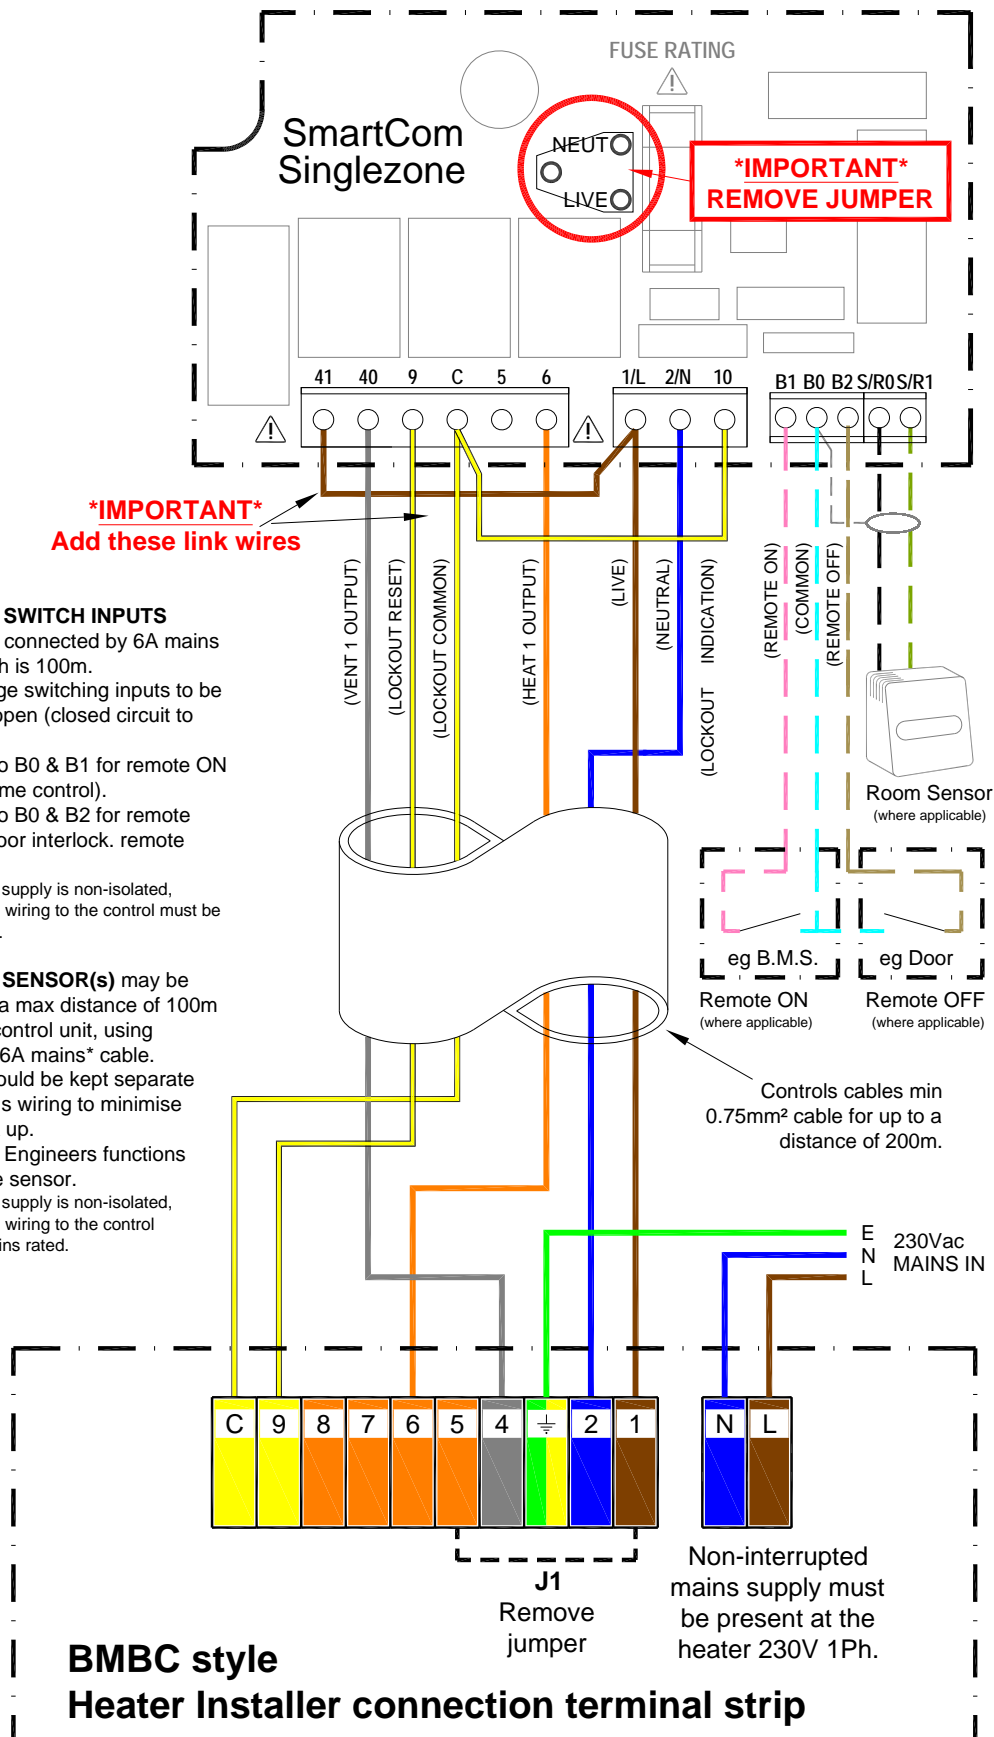 FUSE RATING
SmartCom
Singlezone
NEUT
LIVE
*IMPORTANT*
REMOVE JUMPER
41 40 9 C 5 6
1/L 2/N 10
B1 B0 B2 S/R0 S/R1
*IMPORTANT*
Add these link wires
(VENT 1 OUTPUT)
(LOCKOUT RESET)
(LOCKOUT COMMON)
(HEAT 1 OUTPUT)
(LIVE)
(NEUTRAL)
(LOCKOUT INDICATION)
(REMOTE ON)
(COMMON)
(REMOTE OFF)
SWITCH INPUTS
connected by 6A mains
h is 100m.
ge switching inputs to be
open (closed circuit to
o B0 & B1 for remote ON
me control).
o B0 & B2 for remote
oor interlock. remote
supply is non-isolated,
wiring to the control must be
.
SENSOR(s) may be
a max distance of 100m
control unit, using
6A mains* cable.
ould be kept separate
s wiring to minimise
up.
Engineers functions
e sensor.
supply is non-isolated,
wiring to the control
ins rated.
Room Sensor
(where applicable)
eg B.M.S.
eg Door
Remote ON
(where applicable)
Remote OFF
(where applicable)
Controls cables min
0.75mm² cable for up to a
distance of 200m.
E
N
L
230Vac
MAINS IN
C 9 8 7 6 5 4 2 1
N L
J1
Remove
jumper
Non-interrupted
mains supply must
be present at the
heater 230V 1Ph.
BMBC style
Heater Installer connection terminal strip